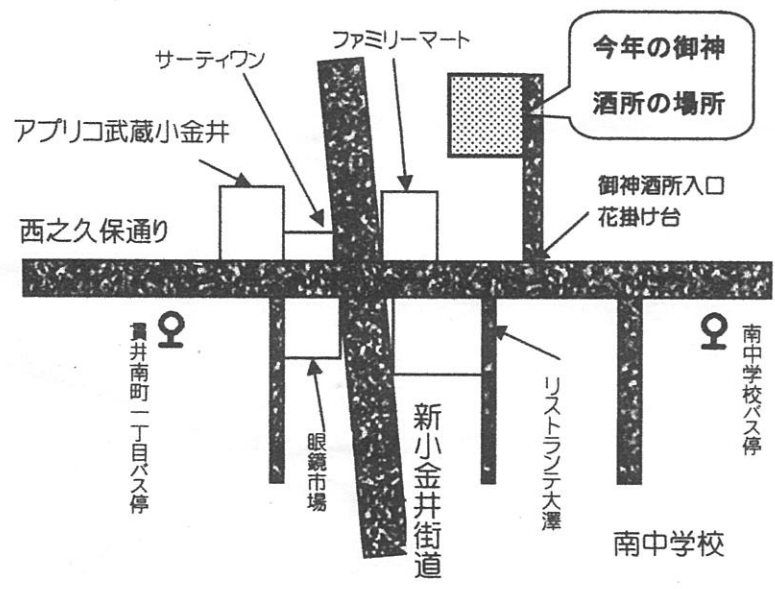 ファミリーマート
サーティワン
今年の御神
酒所の場所
アプリコ武蔵小金井
御神酒所入口
花掛け台
西之久保通り
貫井南町一丁目バス停
眼鏡市場
新小金井街道
リストランテ大澤
南中学校バス停
南中学校